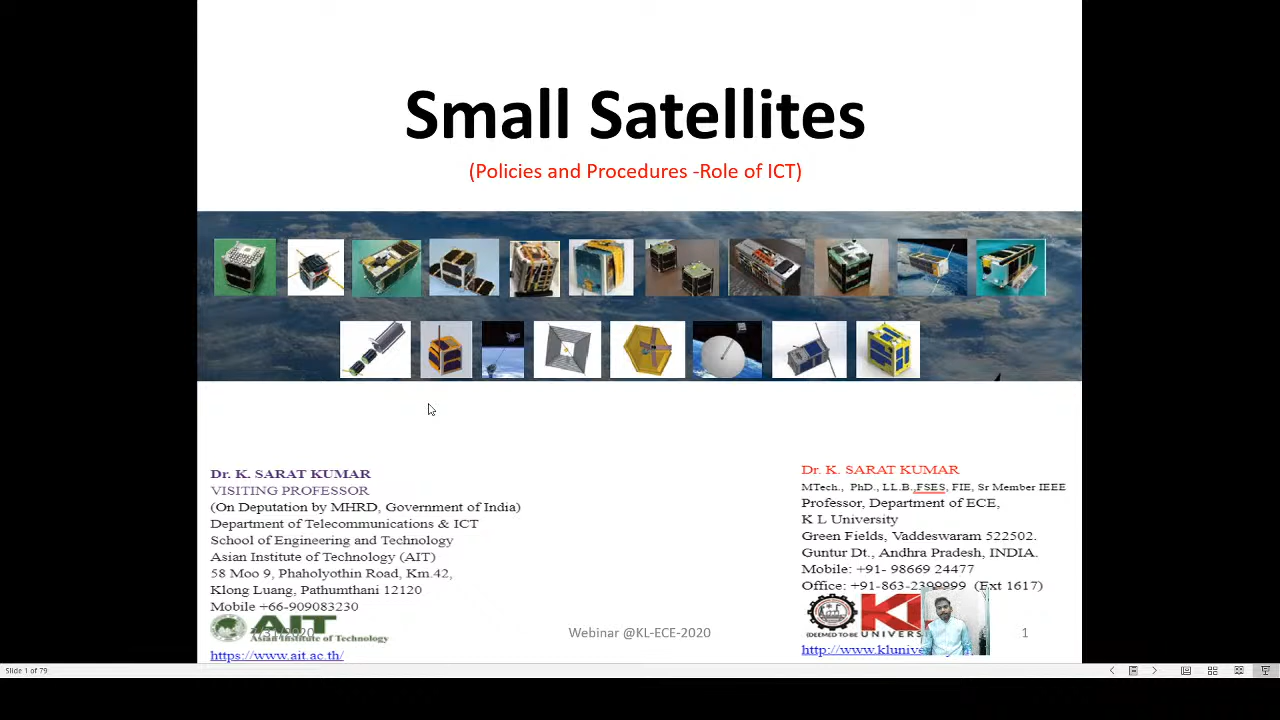 Small Satellites
(Policies and Procedures -Role of ICT)
Dr. K. SARAT KUMAR
VISITING PROFESSOR
(On Deputation by MHRD, Government of India)
Department of Telecommunications & ICT
School of Engineering and Technology
Asian Institute of Technology (AIT)
58 Moo 9, Phaholyothin Road, Km.42,
Klong Luang, Pathumthani 12120
Mobile +66-909083230
AIT
Asian Institute of Technology
https://www.ait.ac.th/
Dr. K. SARAT KUMAR
MTech., PhD., LL.B.,FSES, FIE, Sr Member IEEE
Professor, Department of ECE,
K L University
Green Fields, Vaddeswaram 522502.
Guntur Dt., Andhra Pradesh, INDIA.
Mobile: +91- 98669 24477
Office: +91-863-2399999 (Ext 1617)
(DEEMED TO BE UNIVERS
http://www.klunive
Webinar @KL-ECE-2020
1
Slide 1 of 79